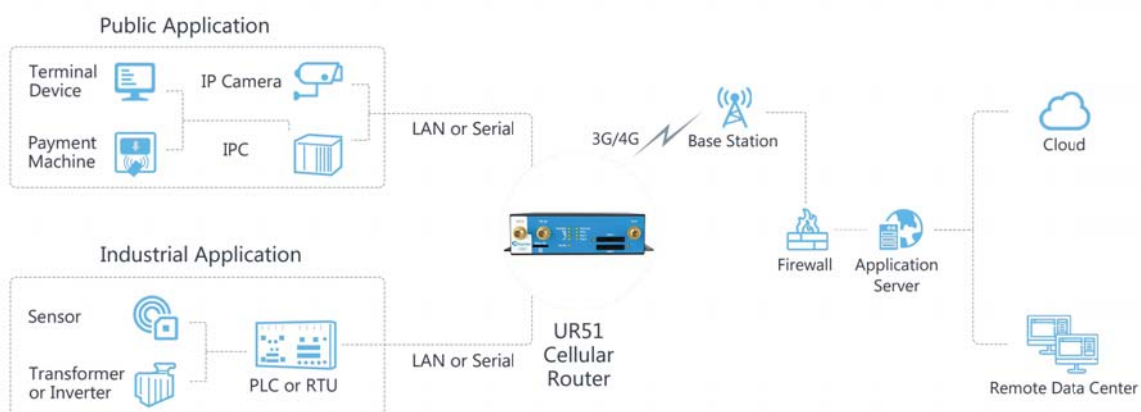 Public Application
Terminal
Device
IP Camera
Payment
Machine
IPC
LAN or Serial
3G/4G
Base Station
Cloud
Firewall
Application
Server
Industrial Application
Sensor
Transformer
or Inverter
PLC or RTU
LAN or Serial
UR51
Cellular
Router
Remote Data Center